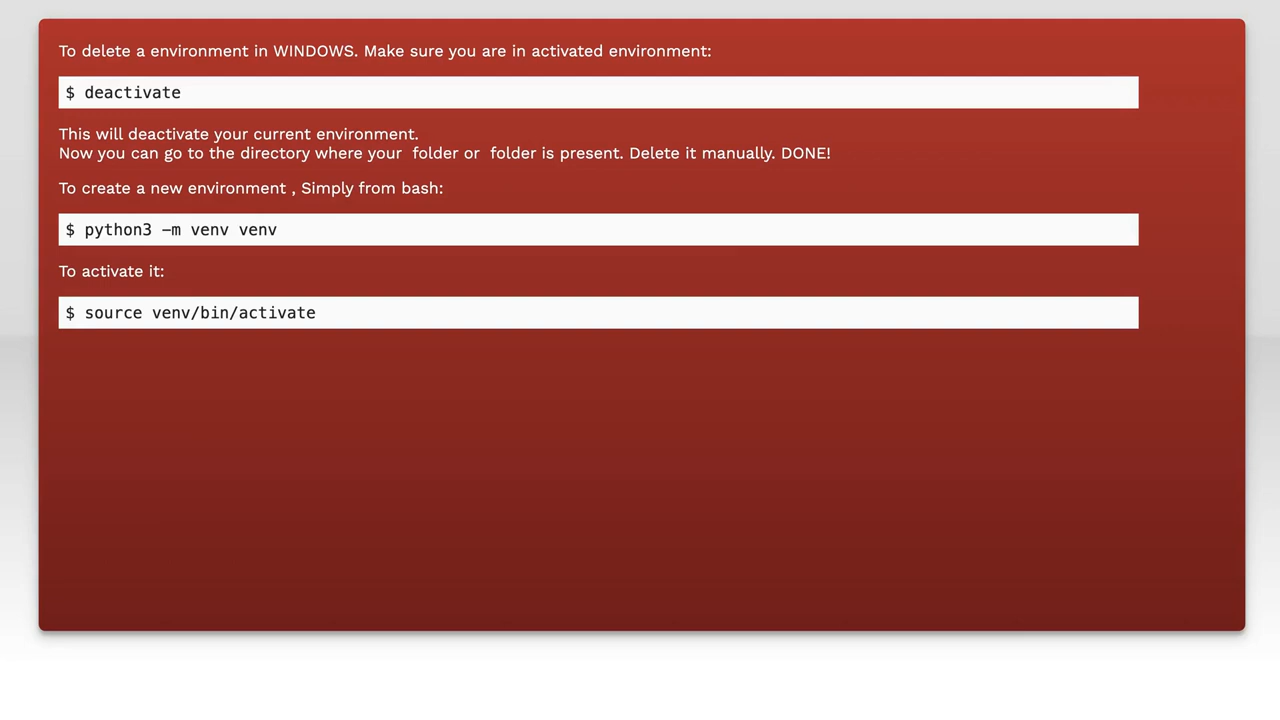 To delete a environment in WINDOWS. Make sure you are in activated environment:
$ deactivate
This will deactivate your current environment.
Now you can go to the directory where your  folder or  folder is present. Delete it manually. DONE!
To create a new environment , Simply from bash:
$ python3 -m venv venv
To activate it:
$ source venv/bin/activate